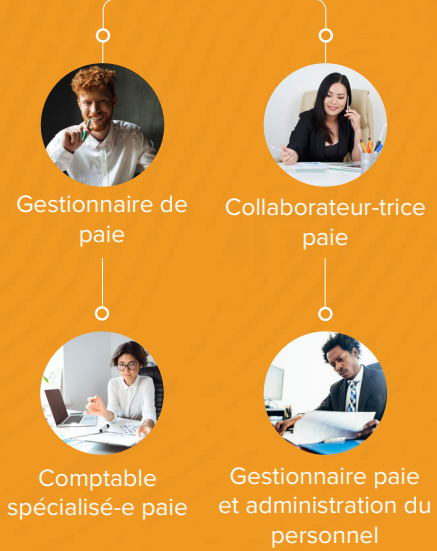 Gestionnaire de
paie
Collaborateur-trice
paie
Comptable
spécialisé-e paie
Gestionnaire paie
et administration du
personnel